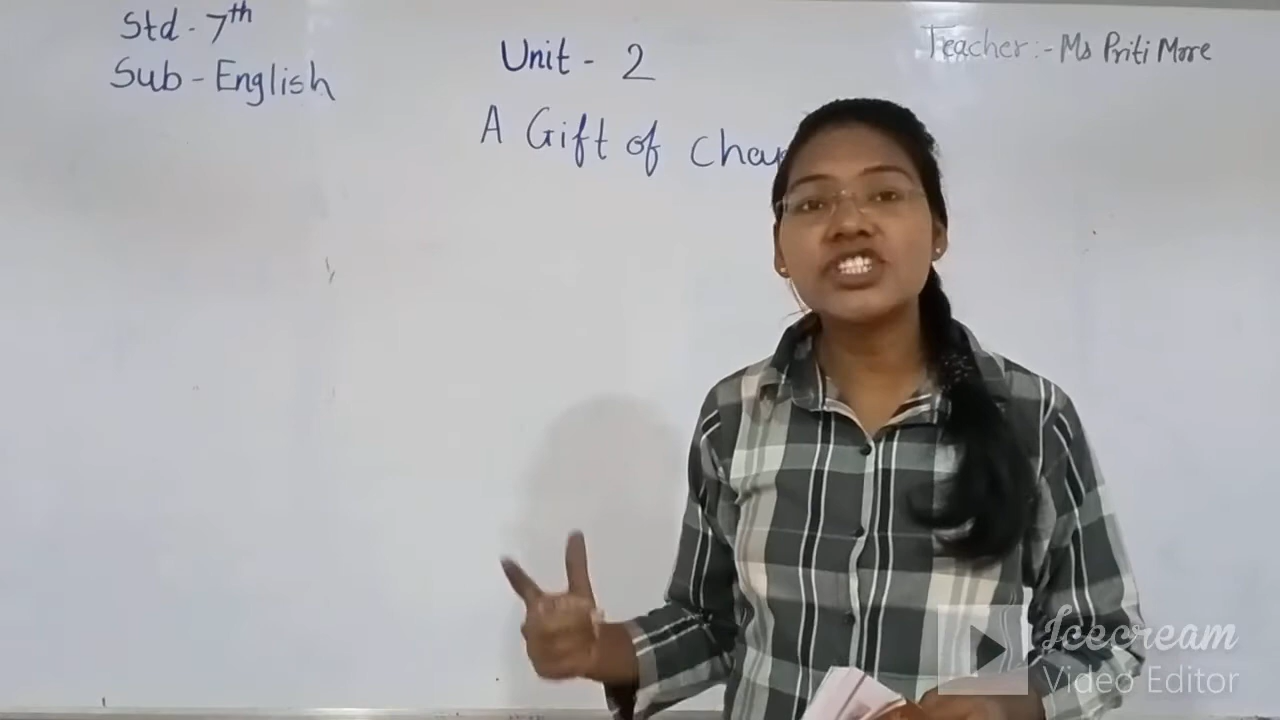 Std - 7th
Sub - English
Unit - 2
A Gift of
Teacher :- Ms Priti More
Icecream
Video Editor